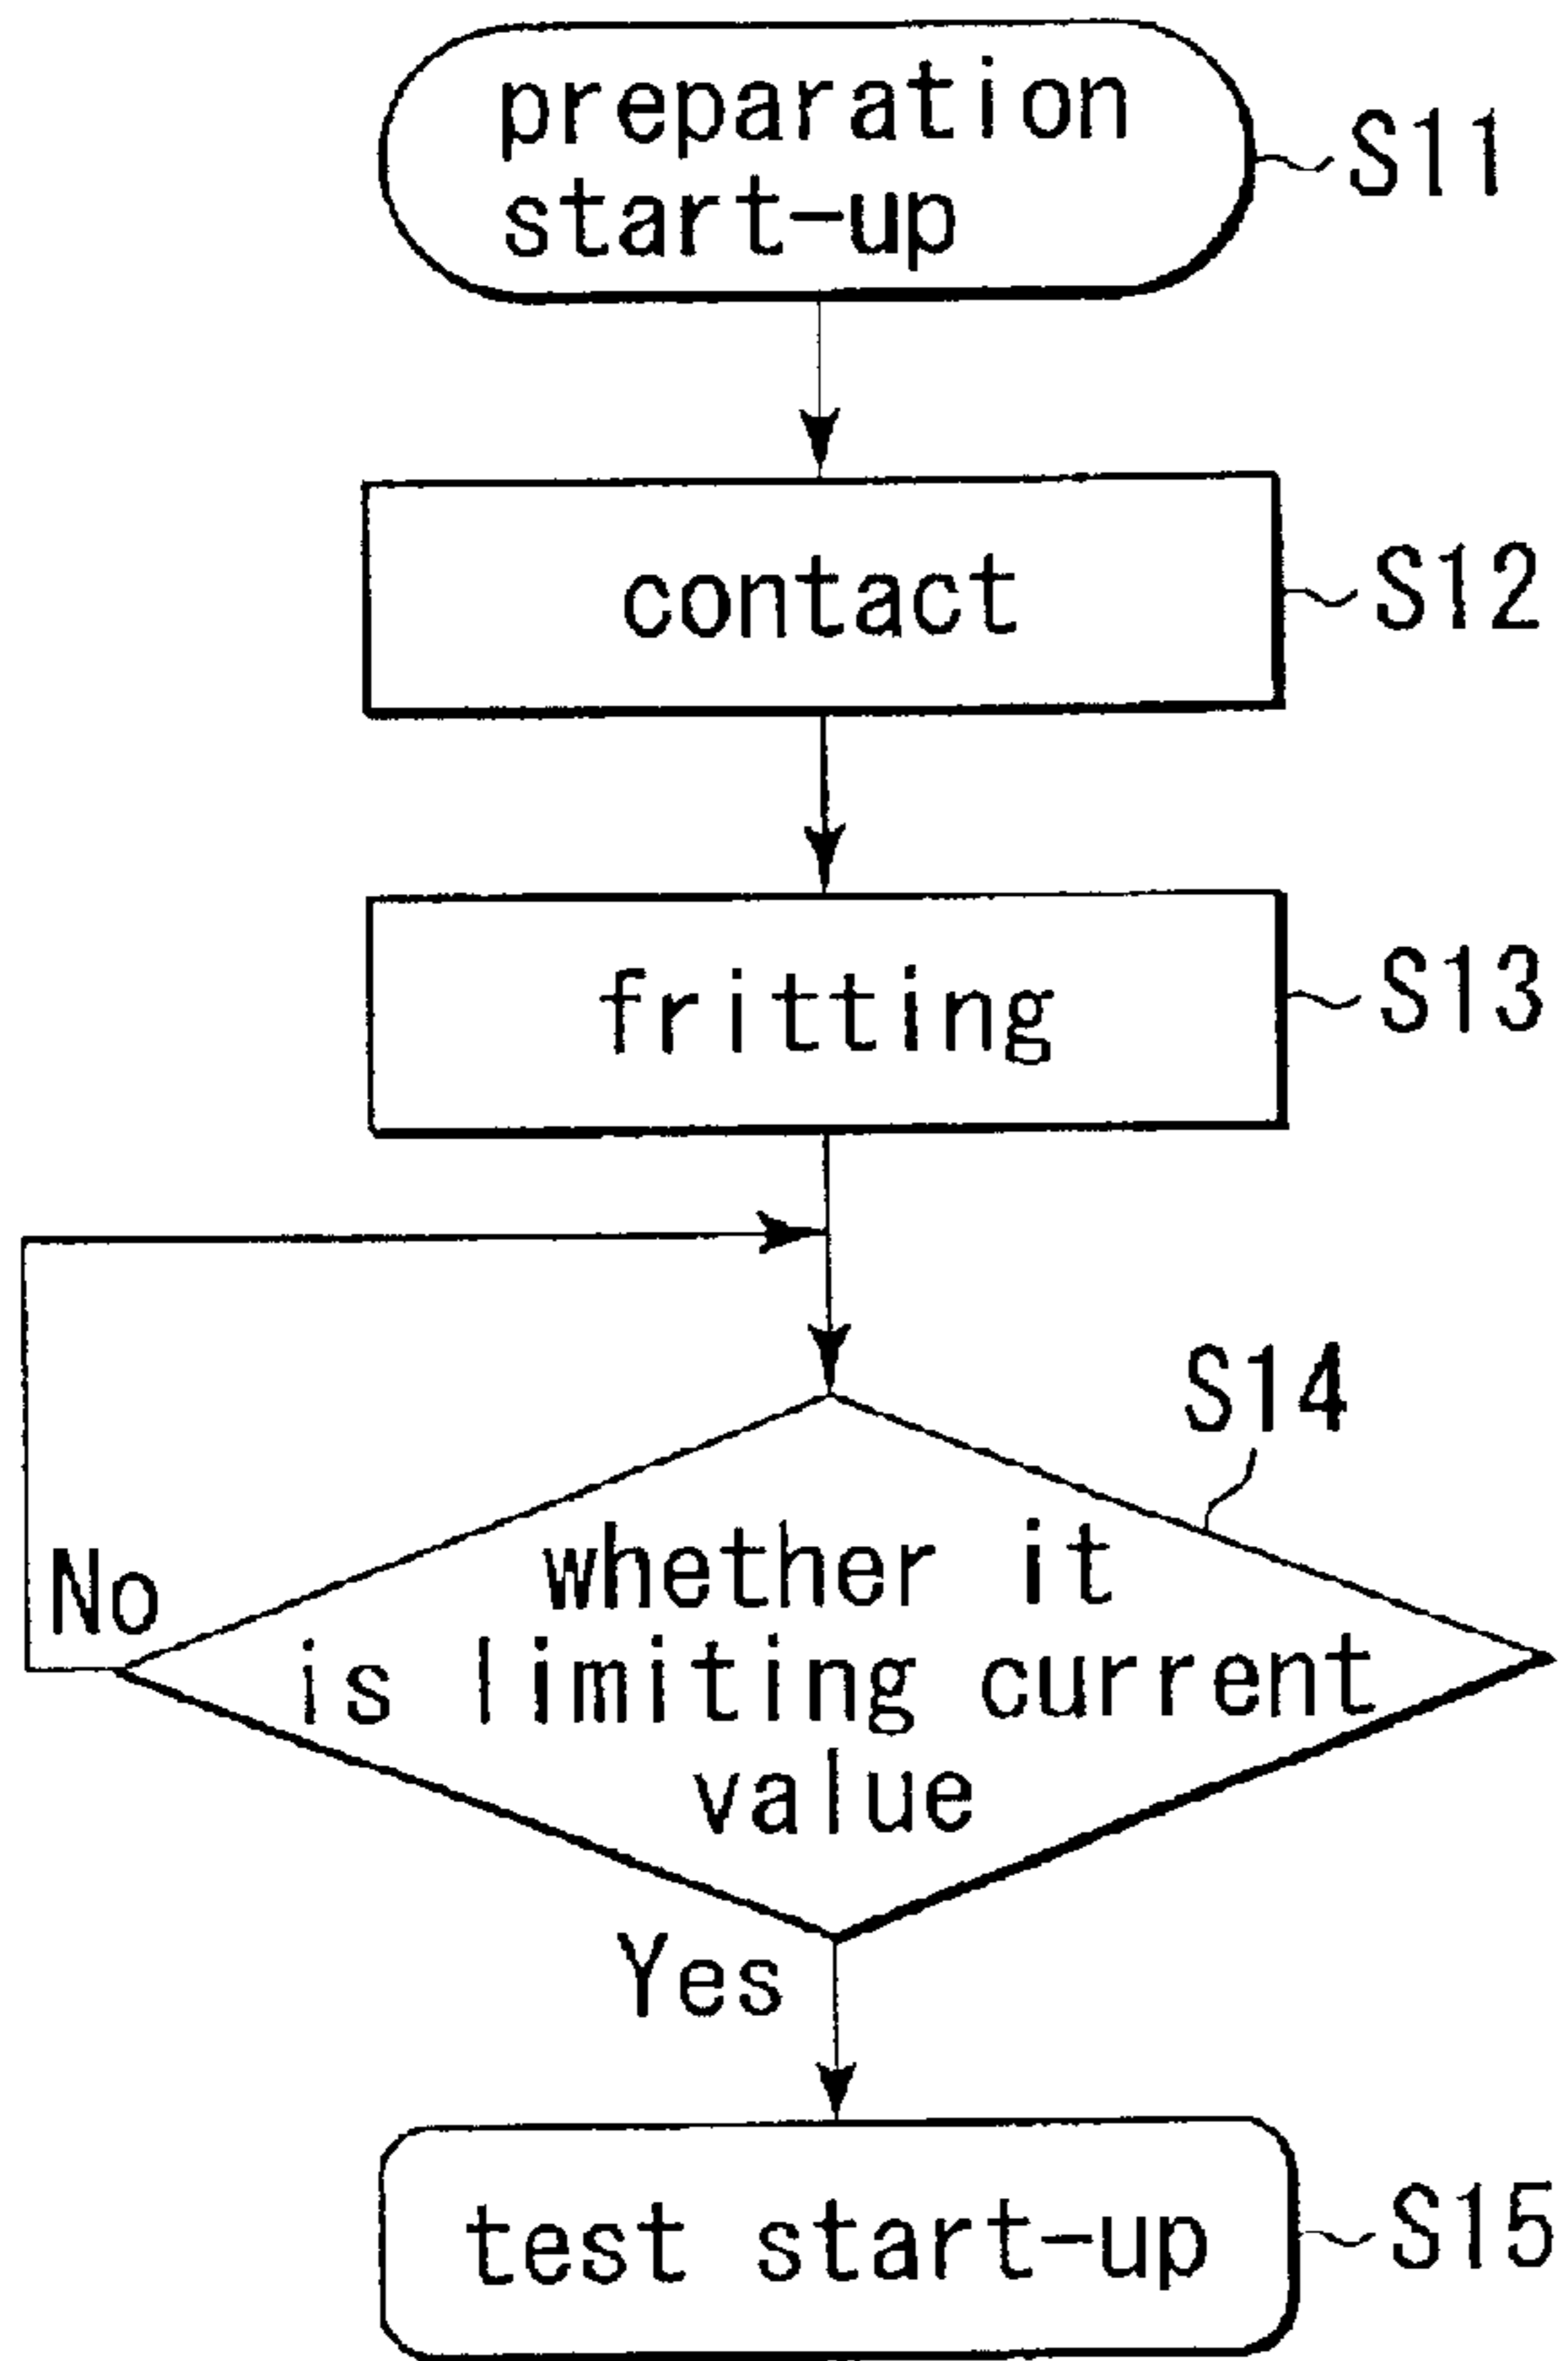 preparation
start-up
S11
contact
S12
fritting
S13
S14
No
whether it
is limiting current
value
Yes
test start-up
S15